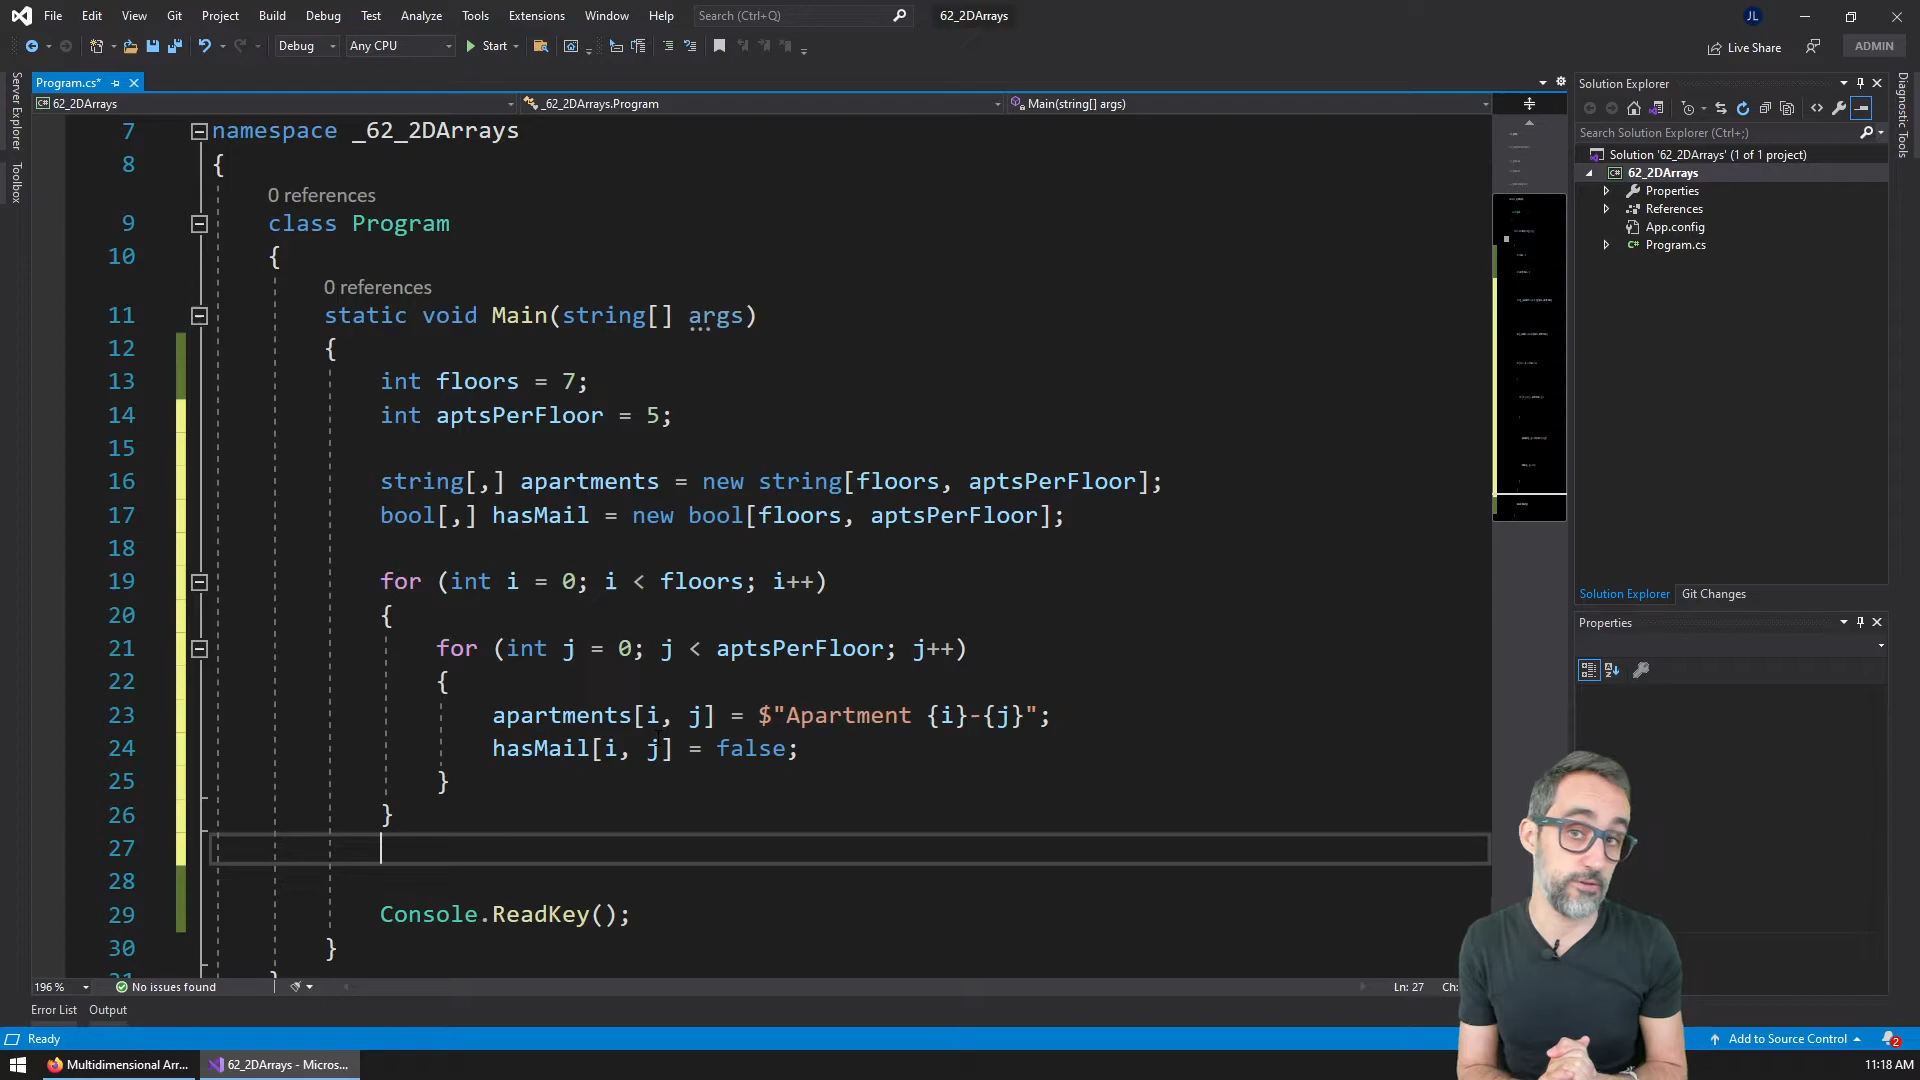 File Edit View Git Project Build Debug Test Analyze Tools Extensions Window Help Search (Ctrl+Q) 62_2DArrays JL
Debug Any CPU Start Live Share ADMIN
Program.cs*
62_2DArrays _62_2DArrays.Program Main(string[] args)
Server Explorer
Toolbox
7 namespace _62_2DArrays
8 {
0 references
9 class Program
10 {
0 references
11 static void Main(string[] args)
12 {
13 int floors = 7;
14 int aptsPerFloor = 5;
15
16 string[,] apartments = new string[floors, aptsPerFloor];
17 bool[,] hasMail = new bool[floors, aptsPerFloor];
18
19 for (int i = 0; i < floors; i++)
20 {
21 for (int j = 0; j < aptsPerFloor; j++)
22 {
23 apartments[i, j] = $"Apartment {i}-{j}";
24 hasMail[i, j] = false;
25 }
26 }
27
28
29 Console.ReadKey();
30 }
31 }
196 % No issues found Ln: 27 Ch:
Error List Output
Solution Explorer
Search Solution Explorer (Ctrl+;)
Solution '62_2DArrays' (1 of 1 project)
C# 62_2DArrays
Properties
References
App.config
C# Program.cs
Solution Explorer Git Changes
Properties
Diagnostic Tools
Ready Add to Source Control 2
Multidimensional Arr... 62_2DArrays - Micros... 11:18 AM